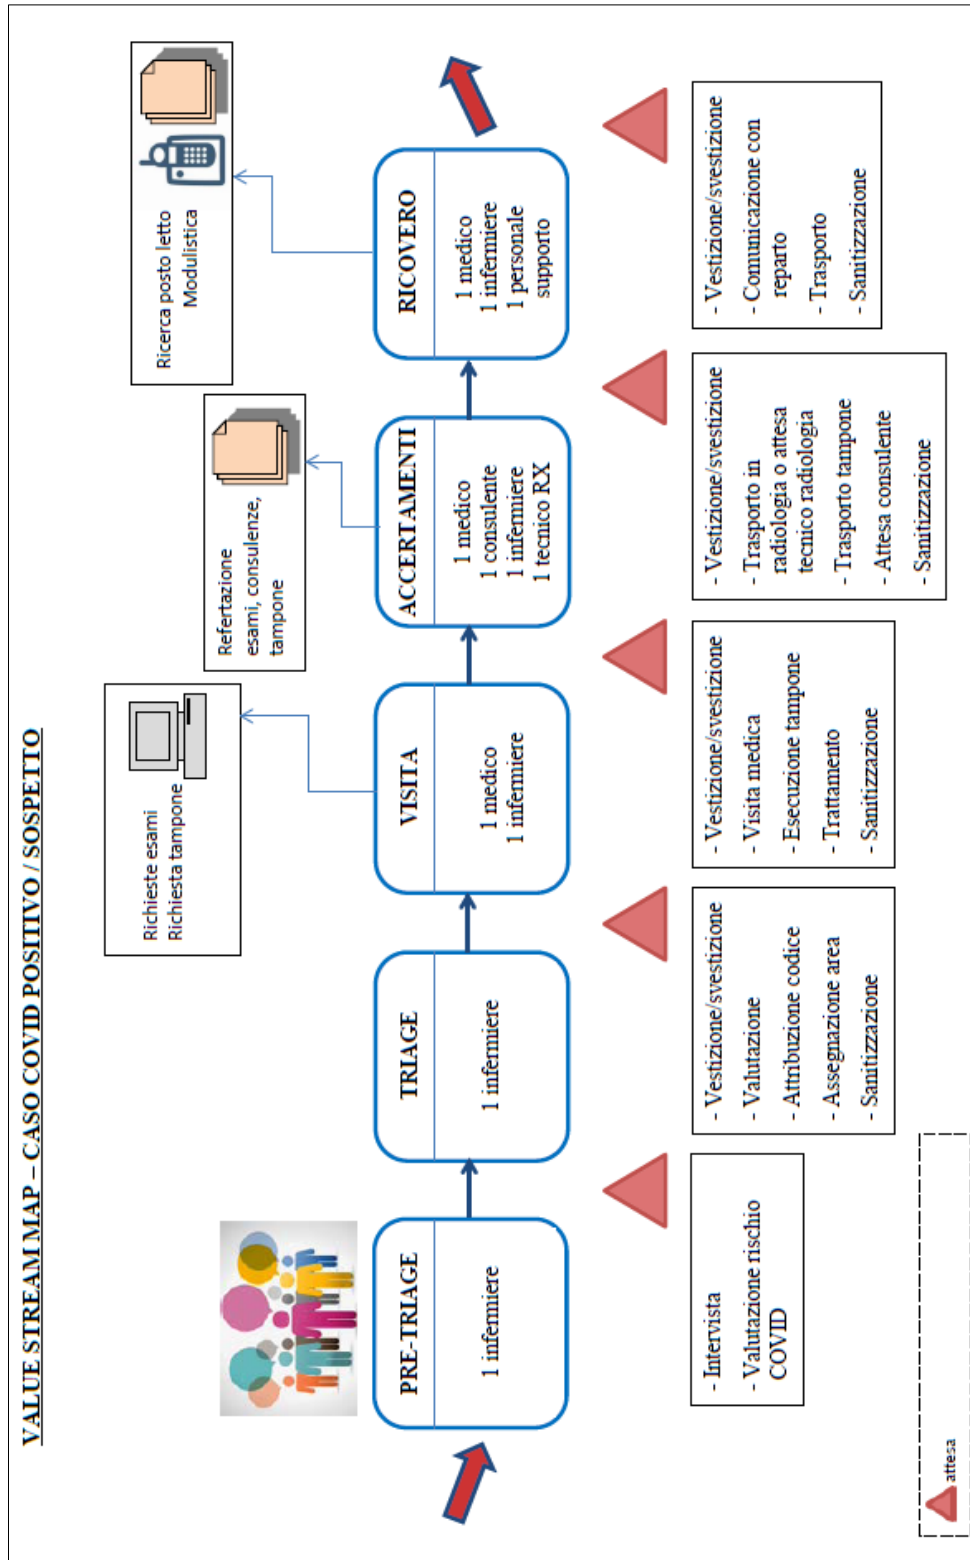 VALUE STREAM MAP – CASO COVID POSITIVO / SOSPETTO
Richieste esami
Richiesta tampone
Refertazione
esami, consulenze,
tampone
Ricerca posto letto
Modulistica
PRE-TRIAGE
1 infermiere
TRIAGE
1 infermiere
VISITA
1 medico
1 infermiere
ACCERTAMENTI
1 medico
1 consulente
1 infermiere
1 tecnico RX
RICOVERO
1 medico
1 infermiere
1 personale
supporto
- Intervista
- Valutazione rischio
COVID
- Vestizione/svestizione
- Valutazione
- Attribuzione codice
- Assegnazione area
- Sanitizzazione
- Vestizione/svestizione
- Visita medica
- Esecuzione tampone
- Trattamento
- Sanitizzazione
- Vestizione/svestizione
- Trasporto in
radiologia o attesa
tecnico radiologia
- Trasporto tampone
- Attesa consulente
- Sanitizzazione
- Vestizione/svestizione
- Comunicazione con
reparto
- Trasporto
- Sanitizzazione
attesa